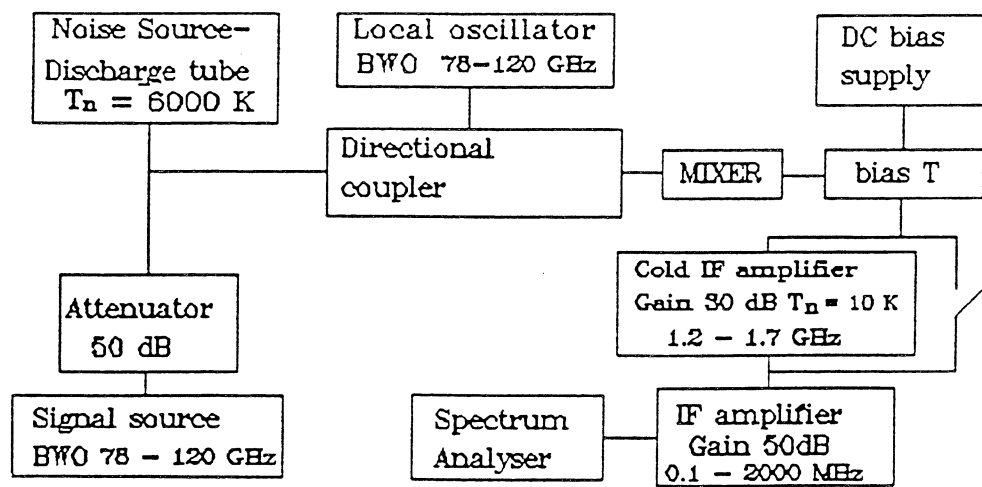 Noise Source-
Discharge tube
Tn = 6000 K
Local oscillator
BWO 78-120 GHz
DC bias
supply
Directional
coupler
MIXER
bias T
Attenuator
50 dB
Cold IF amplifier
Gain 30 dB Tn = 10 K
1.2 - 1.7 GHz
Signal source
BWO 78 - 120 GHz
Spectrum
Analyser
IF amplifier
Gain 50dB
0.1 - 2000 MHz